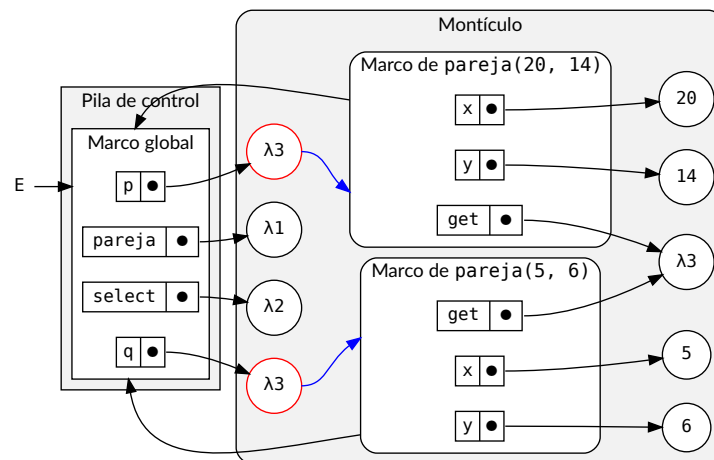 Montículo
Marco de pareja(20, 14)
x
20
y
14
get
λ3
Pila de control
Marco global
E
p
λ3
pareja
λ1
select
λ2
q
λ3
Marco de pareja(5, 6)
get
x
5
y
6